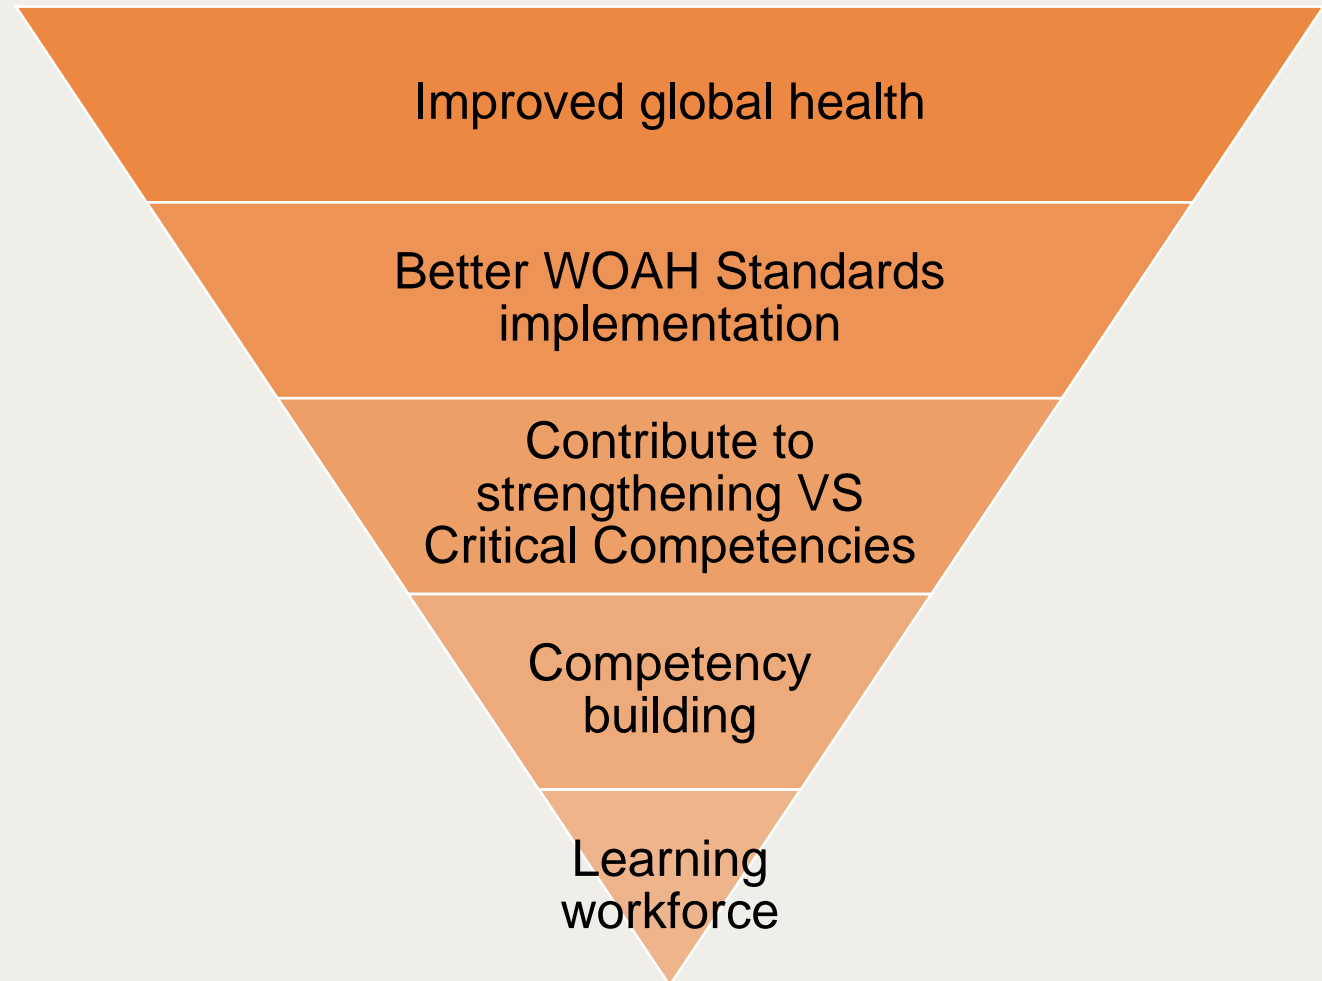 Improved global health
Better WOAH Standards
implementation
Contribute to
strengthening VS
Critical Competencies
Competency
building
Learning
workforce